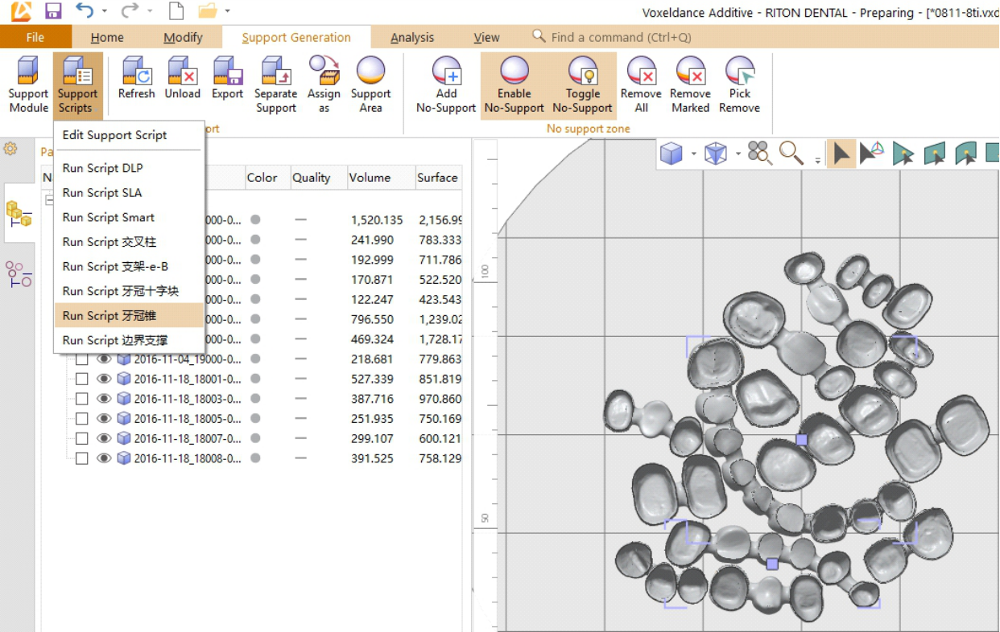 Voxeldance Additive - RITON DENTAL - Preparing - [*0811-8ti.vxd
File Home Modify Support Generation Analysis View Find a command (Ctrl+Q)
Support Module
Support Scripts
Refresh
Unload
Export
Separate Support
Assign as
Support Area
Add No-Support
Enable No-Support
Toggle No-Support
Remove All
Remove Marked
Pick Remove
ort
No support zone
Edit Support Script
Run Script DLP
Run Script SLA
Run Script Smart
Run Script 交叉柱
Run Script 支架-e-B
Run Script 牙冠十字块
Run Script 牙冠锥
Run Script 边界支撑
Pa
N Color Quality Volume Surface
000-0... — 1,520.135 2,156.99
000-0... — 241.990 783.333
000-0... — 192.999 711.786
000-0... — 170.871 522.520
000-0... — 122.247 423.543
000-0... — 796.550 1,239.02
000-0... — 469.324 1,728.17
2016-11-04_19000-0... — 218.681 779.863
2016-11-18_18001-0... — 527.339 851.819
2016-11-18_18003-0... — 387.716 970.860
2016-11-18_18005-0... — 251.935 750.169
2016-11-18_18007-0... — 299.107 600.121
2016-11-18_18008-0... — 391.525 758.129
100
50